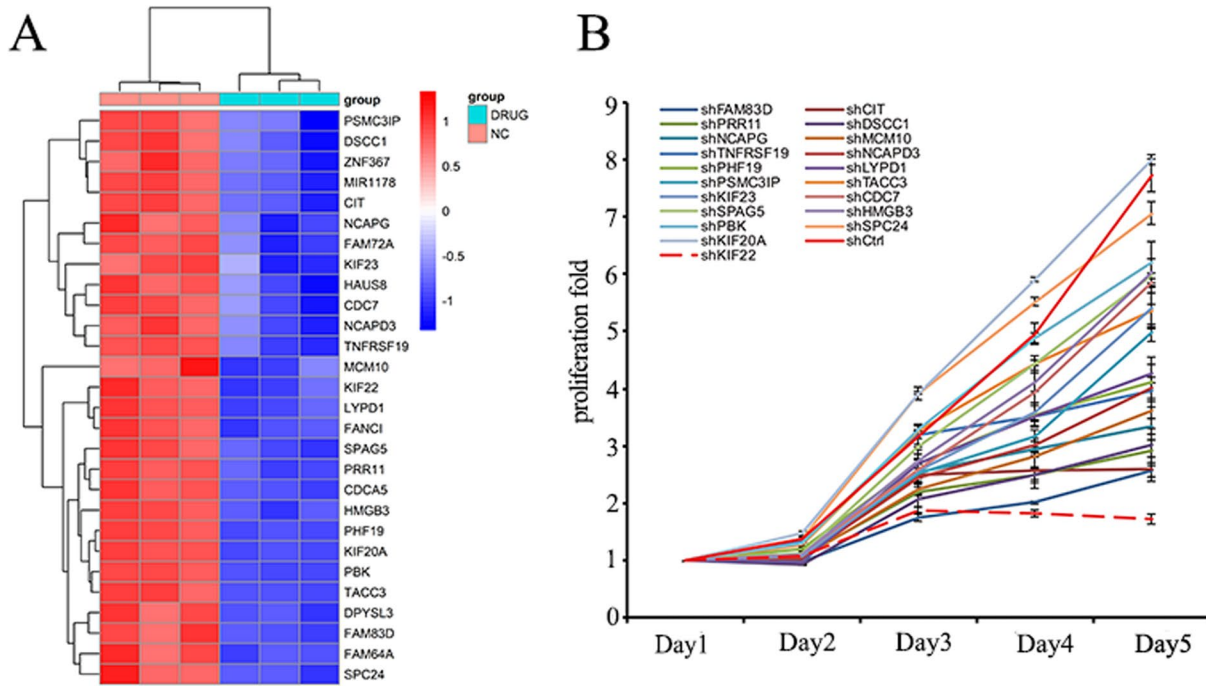 A
group
PSMC3IP
DSCC1
ZNF367
MIR1178
CIT
NCAPG
FAM72A
KIF23
HAUS8
CDC7
NCAPD3
TNFRSF19
MCM10
KIF22
LYPD1
FANCI
SPAG5
PRR11
CDCA5
HMGB3
PHF19
KIF20A
PBK
TACC3
DPYSL3
FAM83D
FAM64A
SPC24
1
0.5
0
-0.5
-1
group
DRUG
NC
B
proliferation fold
9
8
7
6
5
4
3
2
1
0
shFAM83D
shPRR11
shNCAPG
shTNFRSF19
shPHF19
shPSMC3IP
shKIF23
shSPAG5
shPBK
shKIF20A
shKIF22
shCIT
shDSCC1
shMCM10
shNCAPD3
shLYPD1
shTACC3
shCDC7
shHMGB3
shSPC24
shCtrl
Day1 Day2 Day3 Day4 Day5